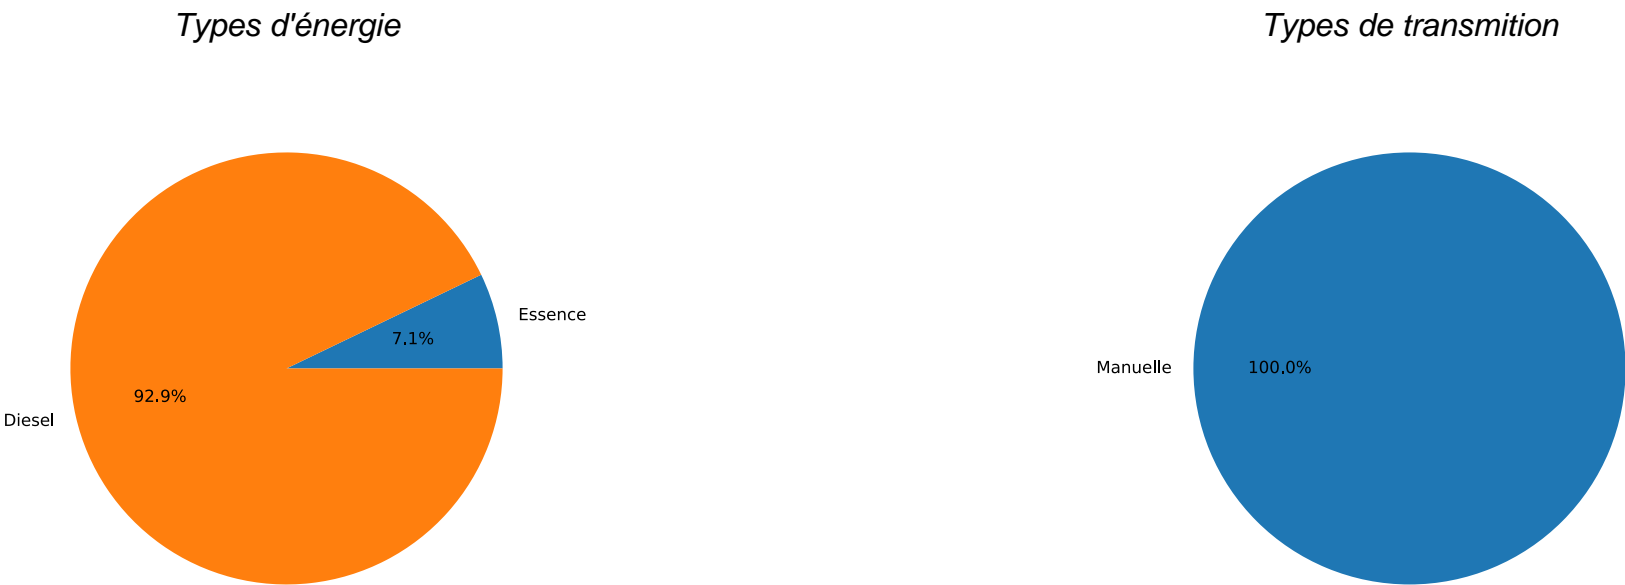 Types d'énergie
Types de transmition
Essence
7.1%
92.9%
Diesel
Manuelle
100.0%